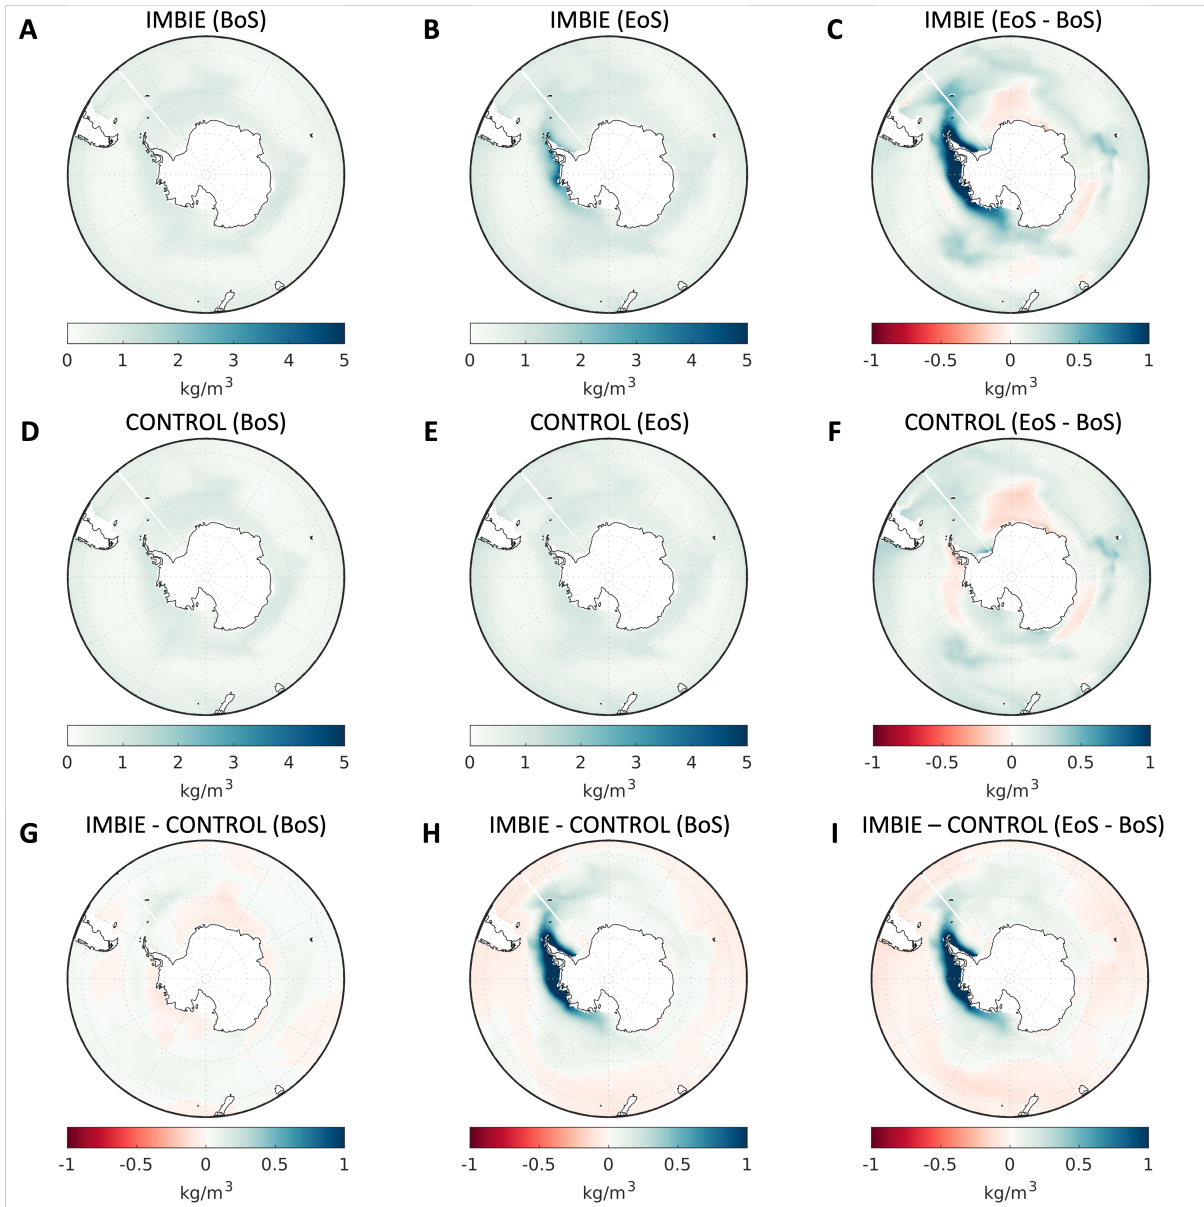 A IMBIE (BoS) B IMBIE (EoS) C IMBIE (EoS - BoS)
0 1 2 3 4 5 0 1 2 3 4 5 -1 -0.5 0 0.5 1
kg/m³ kg/m³ kg/m³
D CONTROL (BoS) E CONTROL (EoS) F CONTROL (EoS - BoS)
0 1 2 3 4 5 0 1 2 3 4 5 -1 -0.5 0 0.5 1
kg/m³ kg/m³ kg/m³
G IMBIE - CONTROL (BoS) H IMBIE - CONTROL (BoS) I IMBIE – CONTROL (EoS - BoS)
-1 -0.5 0 0.5 1 -1 -0.5 0 0.5 1 -1 -0.5 0 0.5 1
kg/m³ kg/m³ kg/m³